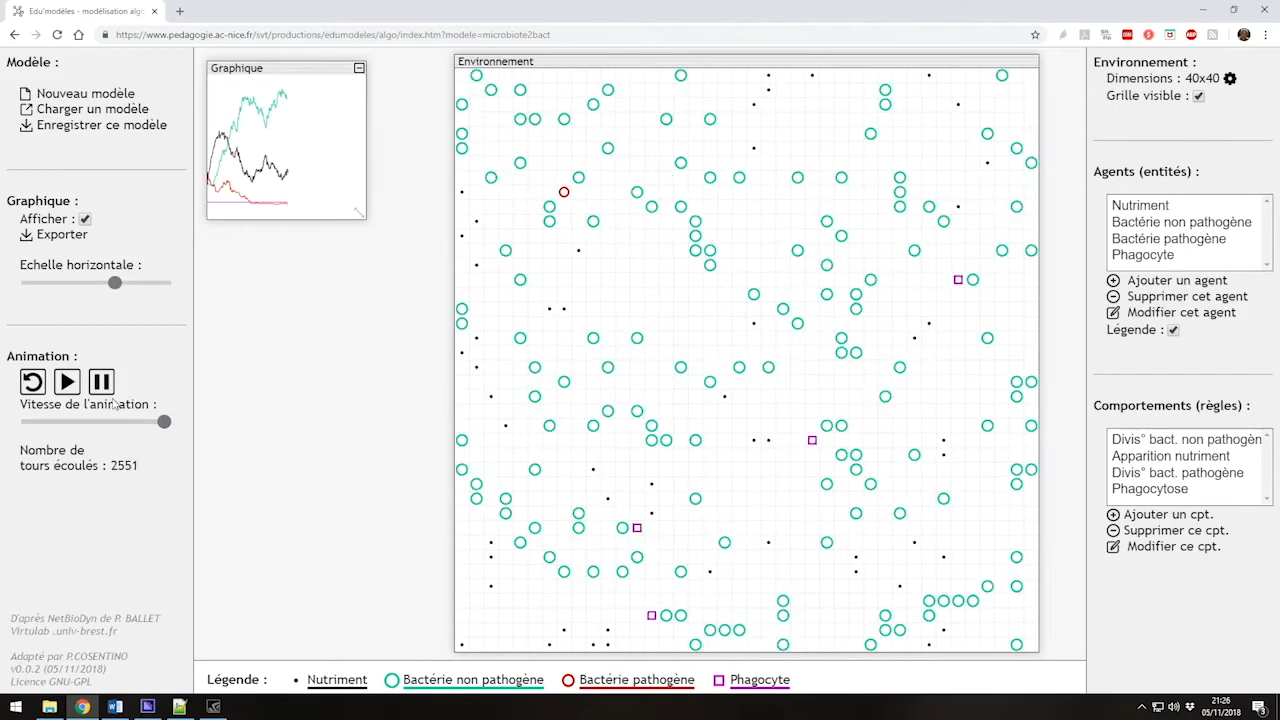 Edu'modèles - modélisation algo
https://www.pedagogie.ac-nice.fr/svt/productions/edumodeles/algo/index.htm?modele=microbiote2bact
Modèle :
Nouveau modèle
Charger un modèle
Enregistrer ce modèle
Graphique :
Afficher :
Exporter
Echelle horizontale :
Animation :
Vitesse de l'animation :
Nombre de
tours écoulés : 2551
D'après NetBioDyn de P. BALLET
Virtulab .univ-brest.fr
Adapté par P.COSENTINO
v0.0.2 (05/11/2018)
Licence GNU-GPL
Graphique
Environnement
Légende :
Nutriment
Bactérie non pathogène
Bactérie pathogène
Phagocyte
Environnement :
Dimensions : 40x40
Grille visible :
Agents (entités) :
Nutriment
Bactérie non pathogène
Bactérie pathogène
Phagocyte
Ajouter un agent
Supprimer cet agent
Modifier cet agent
Légende :
Comportements (règles) :
Divis° bact. non pathogèn
Apparition nutriment
Divis° bact. pathogène
Phagocytose
Ajouter un cpt.
Supprimer ce cpt.
Modifier ce cpt.
21:26
05/11/2018